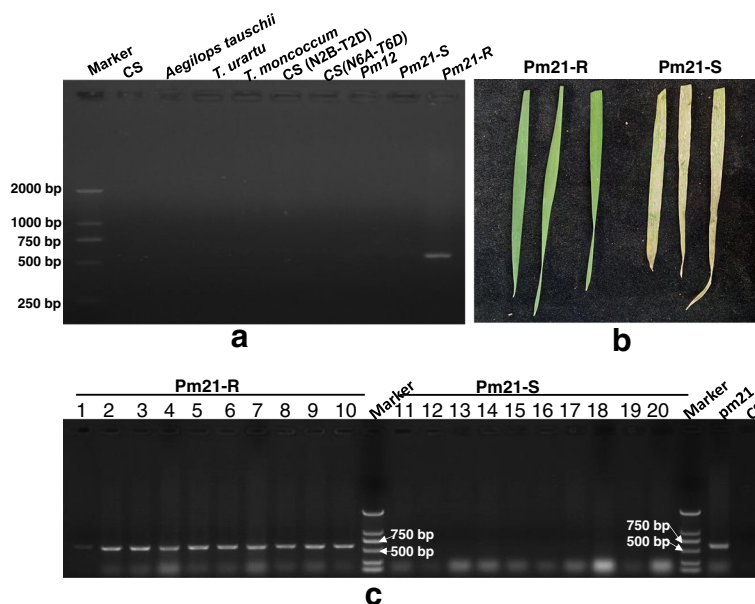 Marker CS Aegilops tauschii T. urartu T. moncoccum CS (N2B-T2D) CS(N6A-T6D) Pm12 Pm21-S Pm21-R
2000 bp
1000 bp
750 bp
500 bp
250 bp
a
Pm21-R Pm21-S
b
Pm21-R Pm21-S
1 2 3 4 5 6 7 8 9 10 Marker 11 12 13 14 15 16 17 18 19 20 Marker pm21
750 bp
500 bp
750 bp
500 bp
c